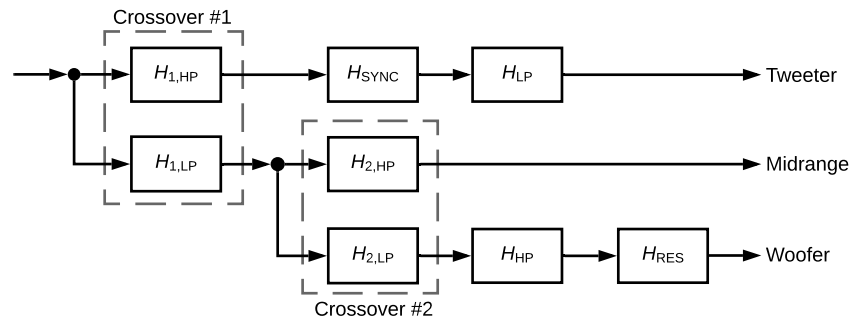 Crossover #1
H1,HP HSYNC HLP Tweeter
H1,LP H2,HP Midrange
H2,LP HHP HRES Woofer
Crossover #2